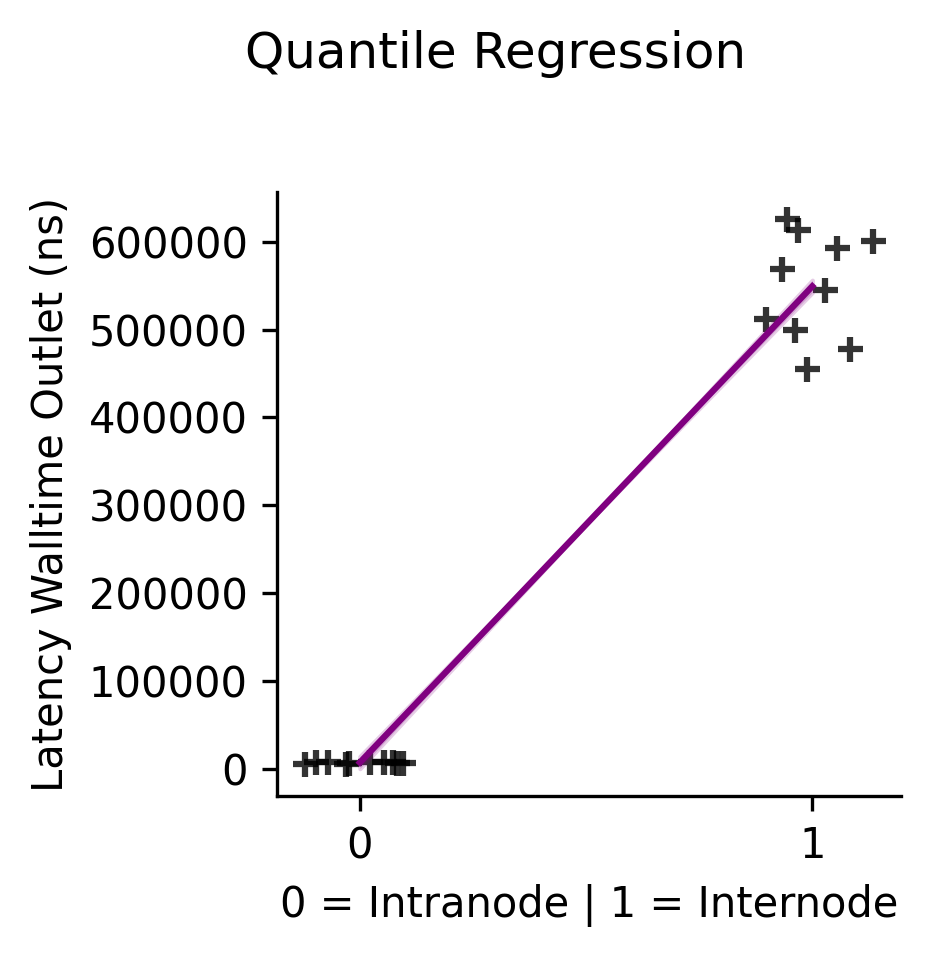 Quantile Regression
Latency Walltime Outlet (ns)
600000
500000
400000
300000
200000
100000
0
0 1
0 = Intranode | 1 = Internode